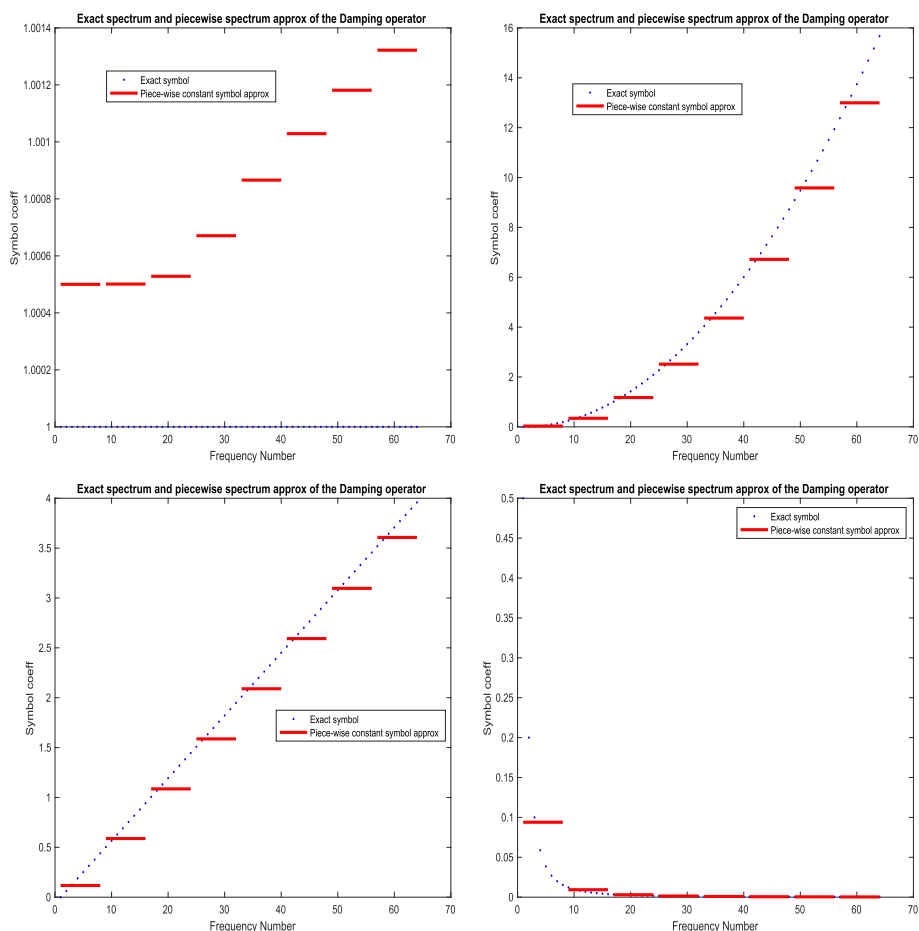 Exact spectrum and piecewise spectrum approx of the Damping operator
1.0014
1.0012
1.001
1.0008
1.0006
1.0004
1.0002
1
Symbol coeff
Exact symbol
Piece-wise constant symbol approx
0 10 20 30 40 50 60 70
Frequency Number
Exact spectrum and piecewise spectrum approx of the Damping operator
16
14
12
10
8
6
4
2
0
Symbol coeff
Exact symbol
Piece-wise constant symbol approx
0 10 20 30 40 50 60 70
Frequency Number
Exact spectrum and piecewise spectrum approx of the Damping operator
4
3.5
3
2.5
2
1.5
1
0.5
0
Symbol coeff
Exact symbol
Piece-wise constant symbol approx
0 10 20 30 40 50 60 70
Frequency Number
Exact spectrum and piecewise spectrum approx of the Damping operator
0.5
0.45
0.4
0.35
0.3
0.25
0.2
0.15
0.1
0.05
0
Symbol coeff
Exact symbol
Piece-wise constant symbol approx
0 10 20 30 40 50 60 70
Frequency Number